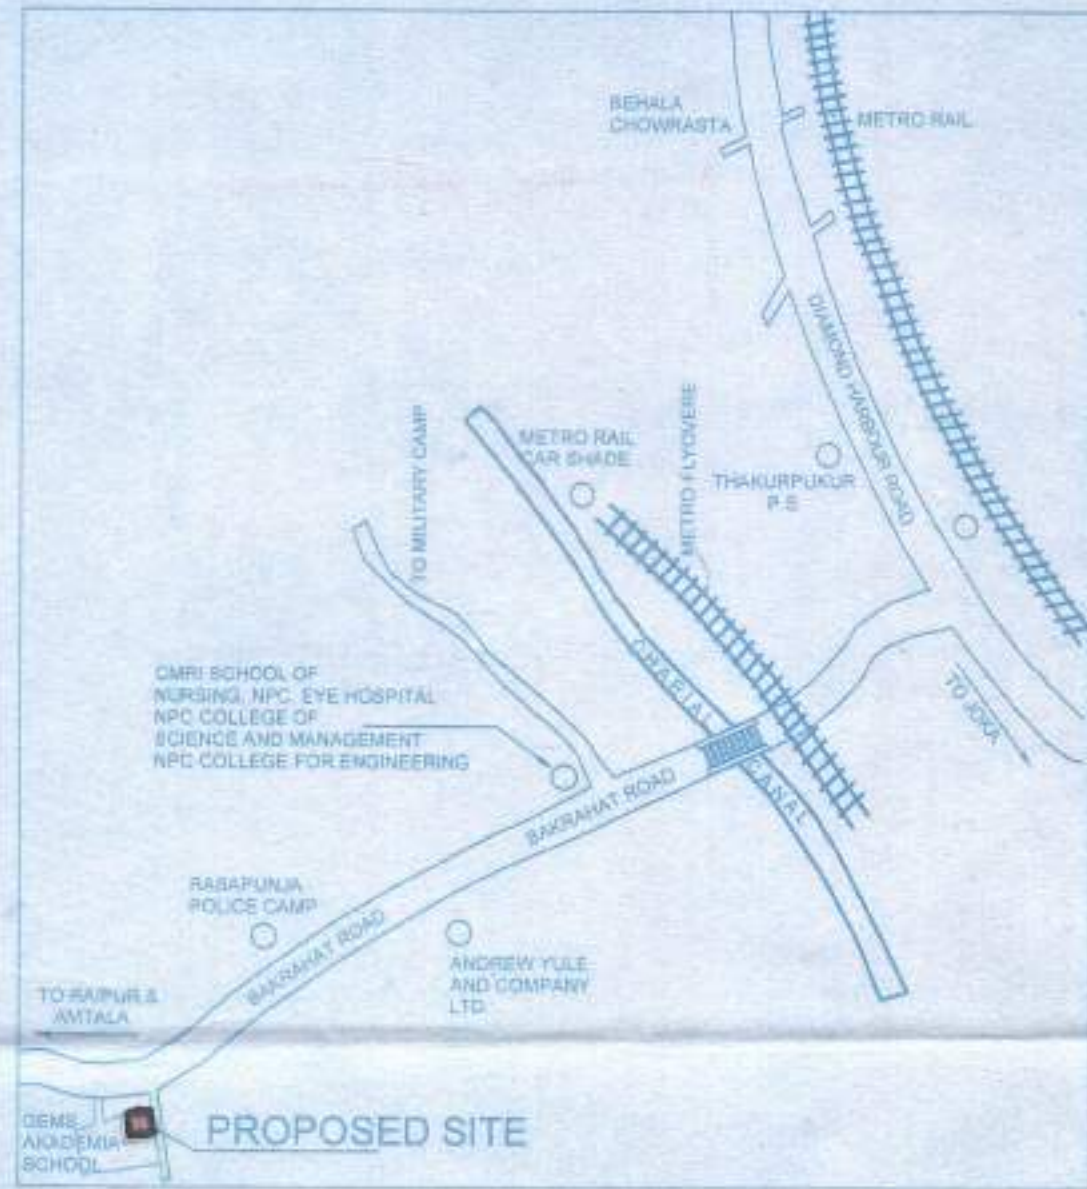 BEHALA
CHOWRASTA
METRO RAIL
DIAMOND HARBOUR ROAD
TO MILITARY CAMP
METRO RAIL
CAR SHADE
METRO FLYOVERE
THAKURPUKUR
P S
TO JOKA
CHARIAL CANAL
CMRI SCHOOL OF
NURSING, NPC EYE HOSPITAL
NPC COLLEGE OF
SCIENCE AND MANAGEMENT
NPC COLLEGE FOR ENGINEERING
BAKRAHAT ROAD
RASAPUNJA
POLICE CAMP
BAKRAHAT ROAD
ANDREW YULE
AND COMPANY
LTD.
TO RAIPUR &
AMTALA
GEMS
AKADEMIA
SCHOOL
PROPOSED SITE